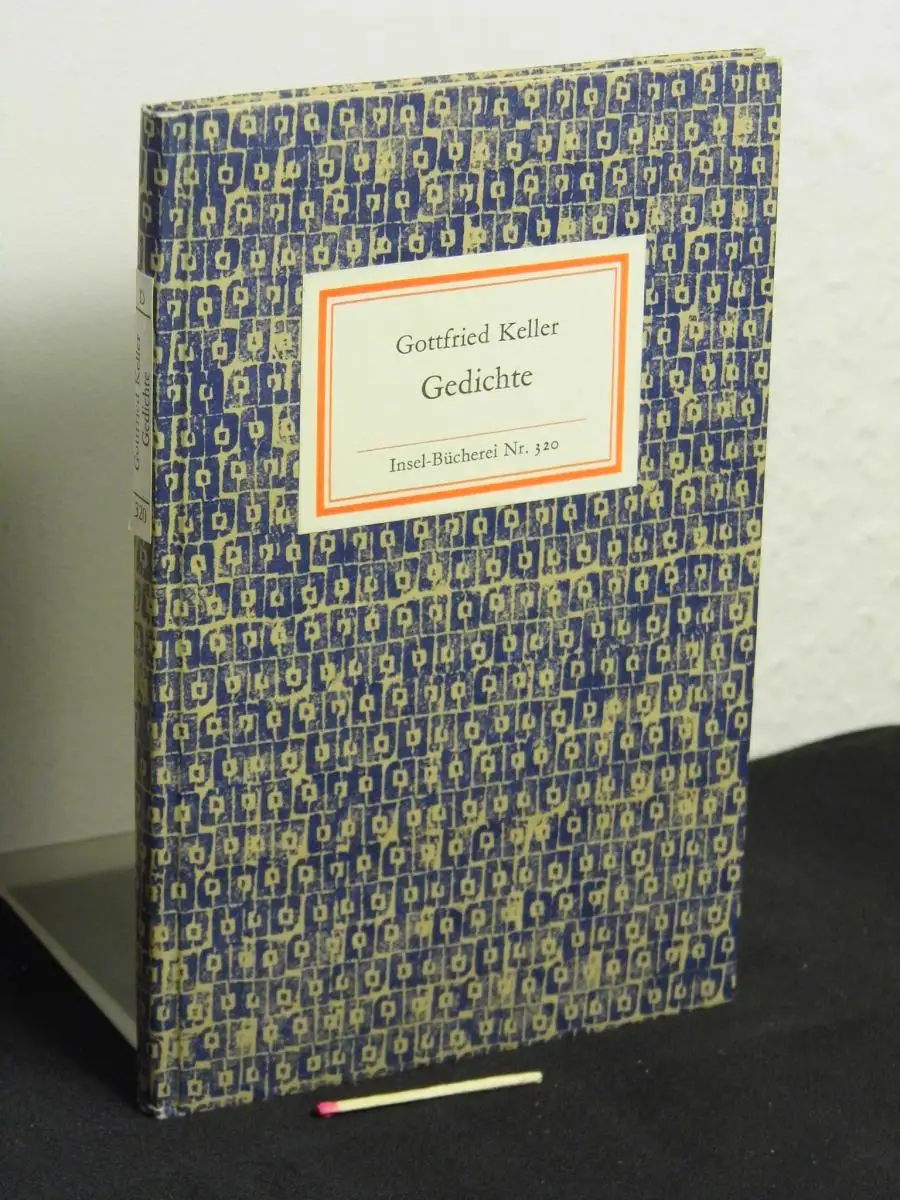 Gottfried Keller
Gedichte
Insel-Bücherei Nr. 320
D
Gottfried Keller
Gedichte
320